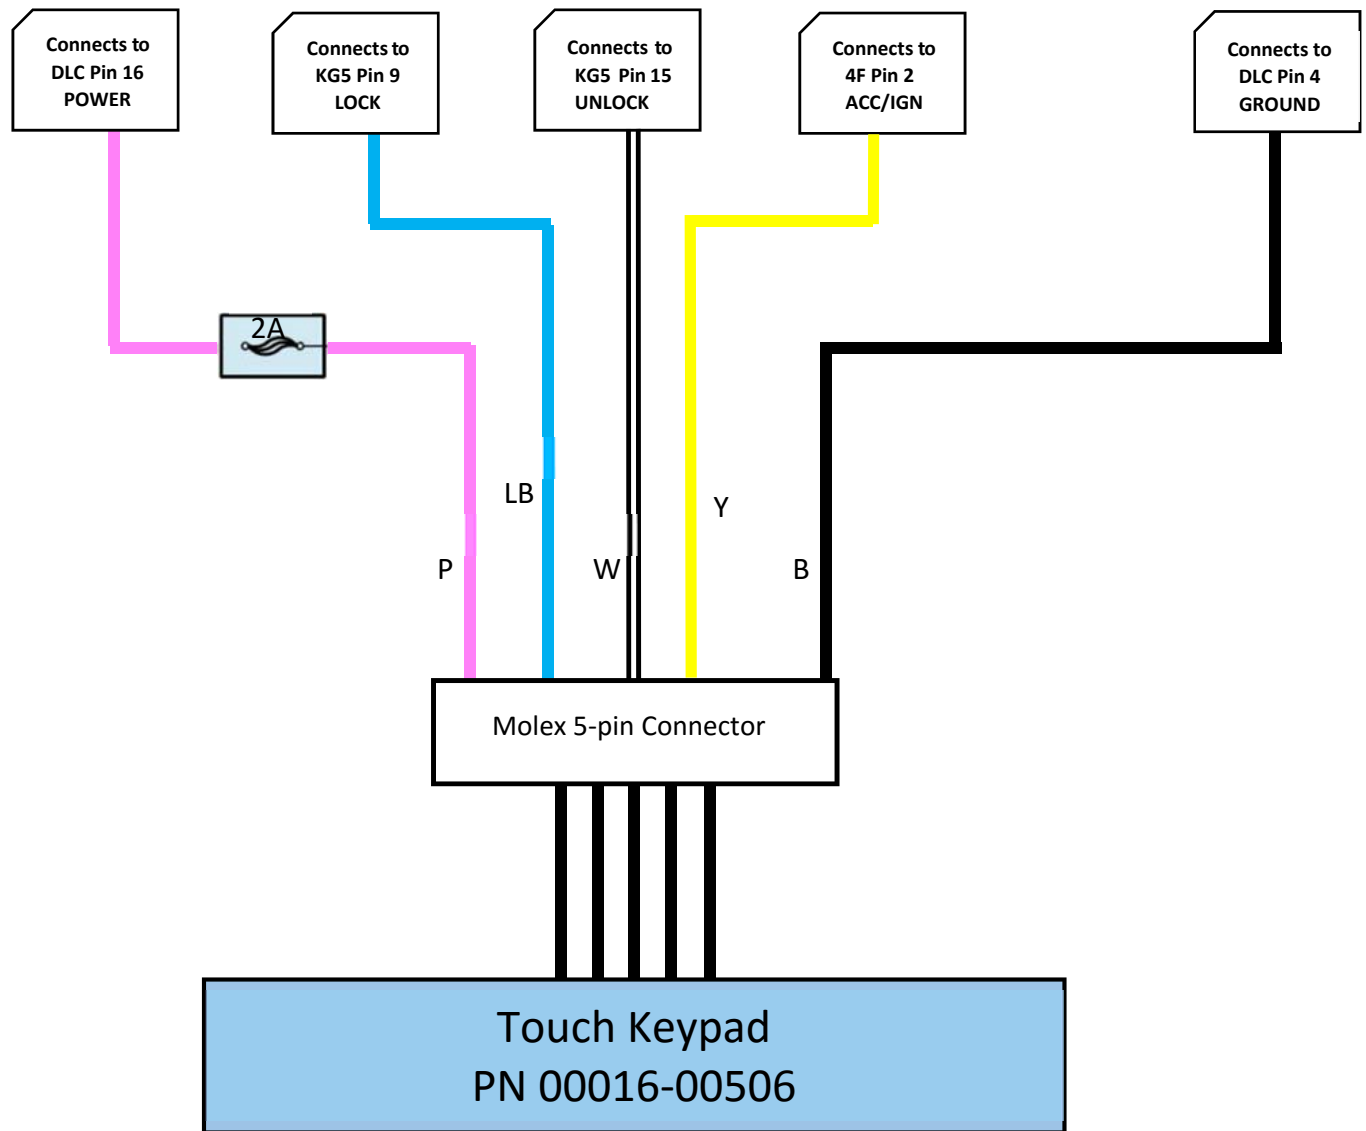 Connects to
DLC Pin 16
POWER
Connects to
KG5 Pin 9
LOCK
Connects to
KG5 Pin 15
UNLOCK
Connects to
4F Pin 2
ACC/IGN
Connects to
DLC Pin 4
GROUND
2A
LB
Y
P
W
B
Molex 5-pin Connector
Touch Keypad
PN 00016-00506